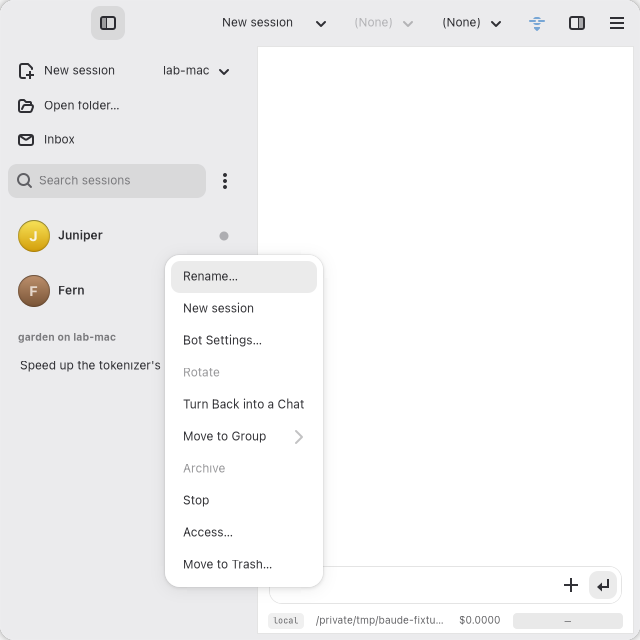 New session
(None)
(None)
New session
lab-mac
Open folder...
Inbox
Search sessions
J
Juniper
F
Fern
garden on lab-mac
Speed up the tokenizer's
Rename...
New session
Bot Settings...
Rotate
Turn Back into a Chat
Move to Group
Archive
Stop
Access...
Move to Trash...
local
/private/tmp/baude-fixtu...
$0.0000
—